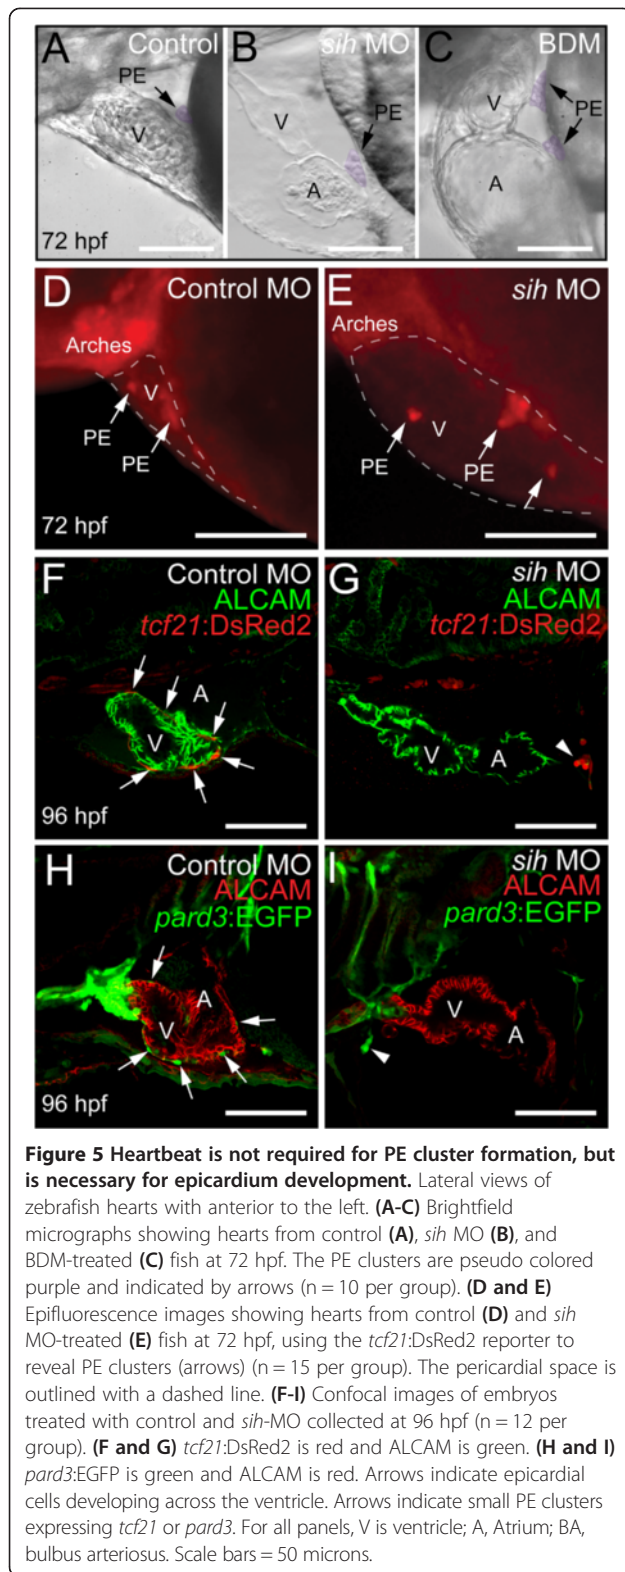 A Control
PE
V
72 hpf
B sih MO
V
PE
A
C BDM
V
PE
A
D Control MO
Arches
V
PE
PE
72 hpf
E sih MO
Arches
V
PE
PE
F Control MO
ALCAM
tcf21:DsRed2
A
V
96 hpf
G sih MO
ALCAM
tcf21:DsRed2
V
A
H Control MO
ALCAM
pard3:EGFP
A
V
96 hpf
I sih MO
ALCAM
pard3:EGFP
V
A
Figure 5 Heartbeat is not required for PE cluster formation, but
is necessary for epicardium development. Lateral views of
zebrafish hearts with anterior to the left. (A-C) Brightfield
micrographs showing hearts from control (A), sih MO (B), and
BDM-treated (C) fish at 72 hpf. The PE clusters are pseudo colored
purple and indicated by arrows (n = 10 per group). (D and E)
Epifluorescence images showing hearts from control (D) and sih
MO-treated (E) fish at 72 hpf, using the tcf21:DsRed2 reporter to
reveal PE clusters (arrows) (n = 15 per group). The pericardial space is
outlined with a dashed line. (F-I) Confocal images of embryos
treated with control and sih-MO collected at 96 hpf (n = 12 per
group). (F and G) tcf21:DsRed2 is red and ALCAM is green. (H and I)
pard3:EGFP is green and ALCAM is red. Arrows indicate epicardial
cells developing across the ventricle. Arrows indicate small PE clusters
expressing tcf21 or pard3. For all panels, V is ventricle; A, Atrium; BA,
bulbus arteriosus. Scale bars = 50 microns.